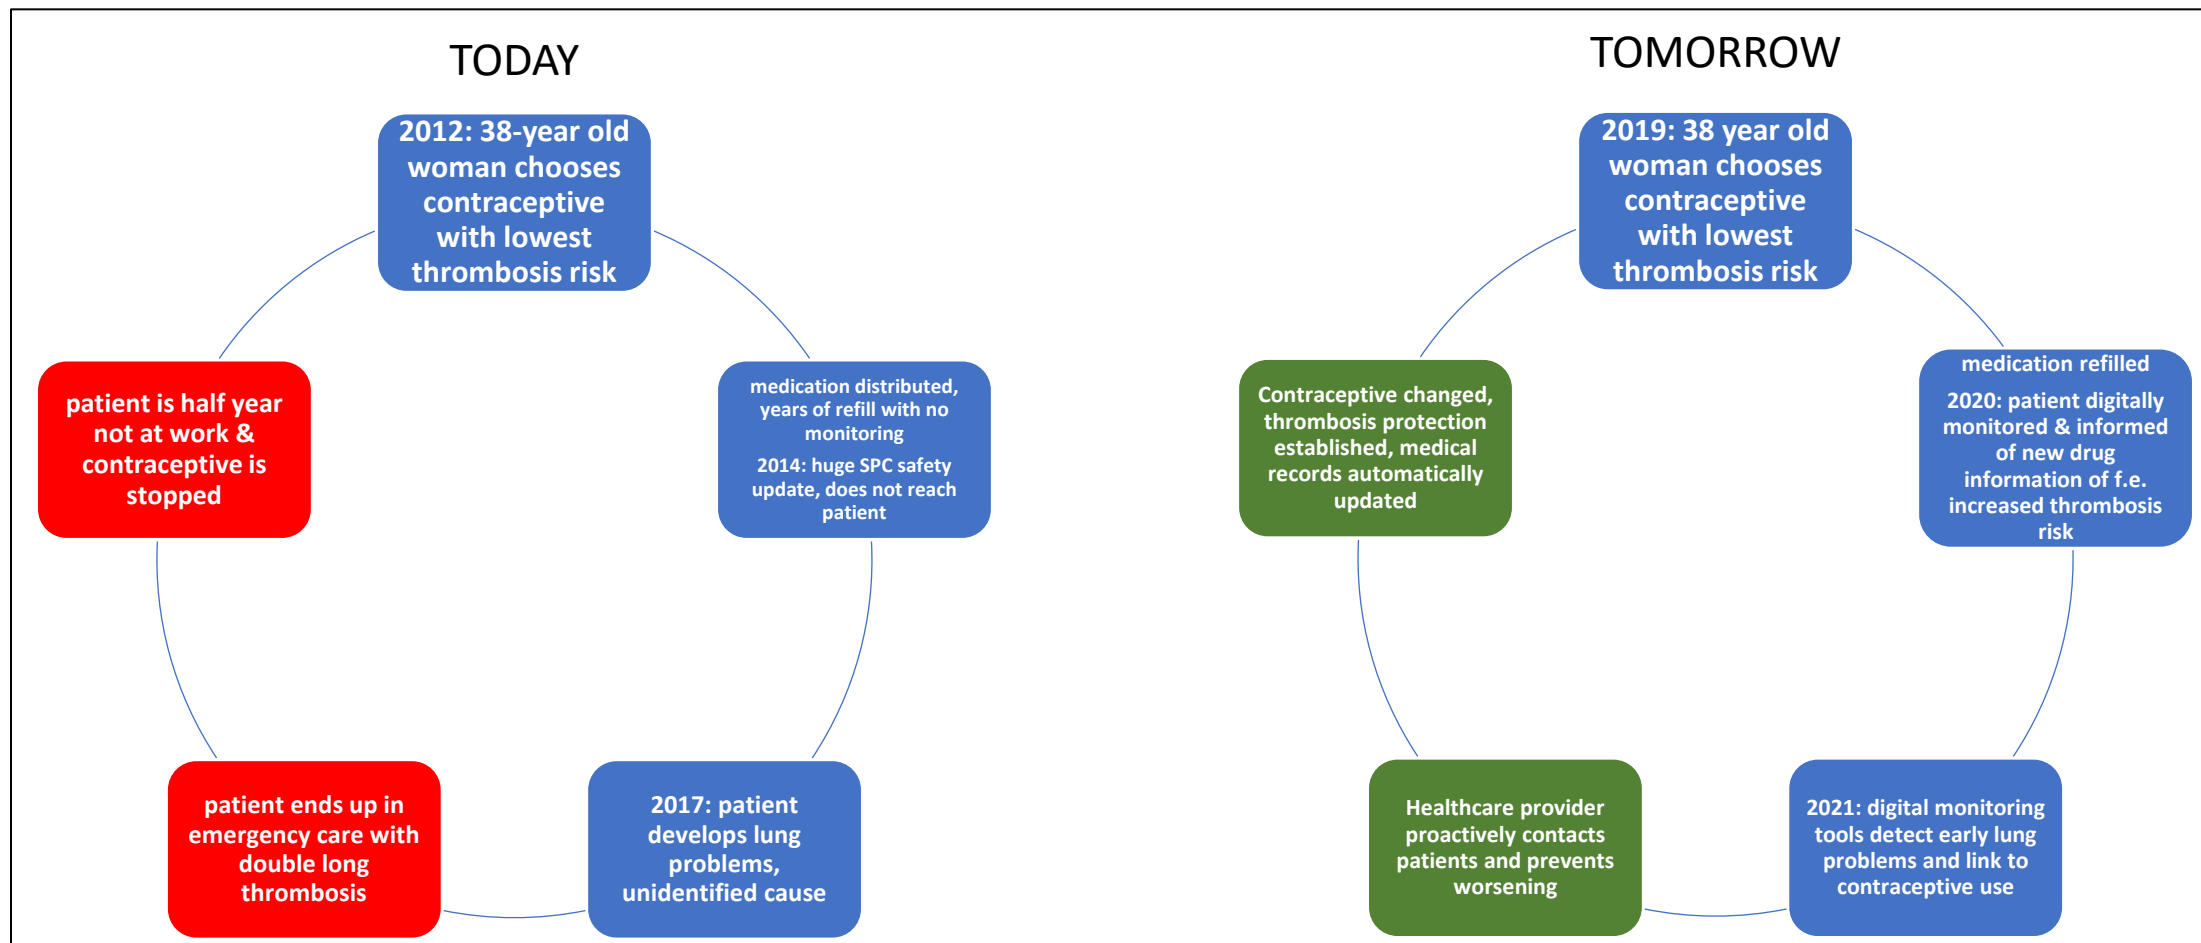 TODAY
2012: 38-year old
woman chooses
contraceptive
with lowest
thrombosis risk
medication distributed,
years of refill with no
monitoring
2014: huge SPC safety
update, does not reach
patient
2017: patient
develops lung
problems,
unidentified cause
patient ends up in
emergency care with
double long
thrombosis
patient is half year
not at work &
contraceptive is
stopped
TOMORROW
2019: 38 year old
woman chooses
contraceptive
with lowest
thrombosis risk
medication refilled
2020: patient digitally
monitored & informed
of new drug
information of f.e.
increased thrombosis
risk
2021: digital monitoring
tools detect early lung
problems and link to
contraceptive use
Healthcare provider
proactively contacts
patients and prevents
worsening
Contraceptive changed,
thrombosis protection
established, medical
records automatically
updated